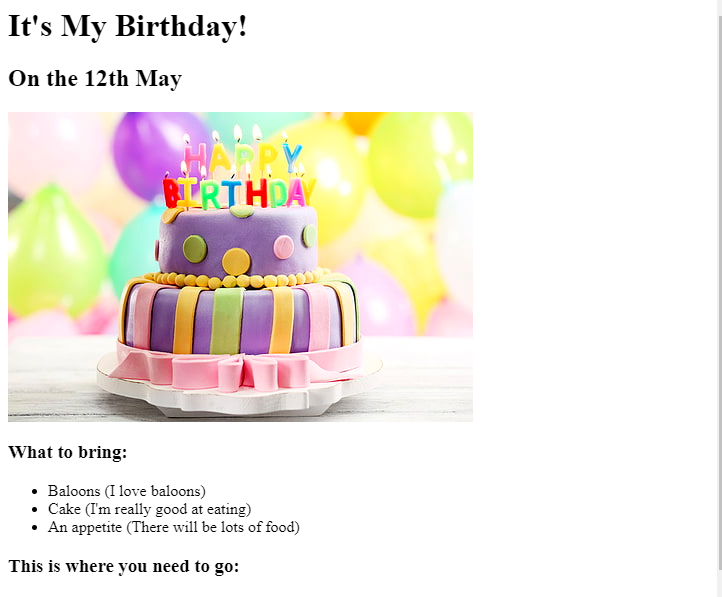 It's My Birthday!
On the 12th May
HAPPY
BIRTHDAY
What to bring:
Baloons (I love baloons)
Cake (I'm really good at eating)
An appetite (There will be lots of food)
This is where you need to go: